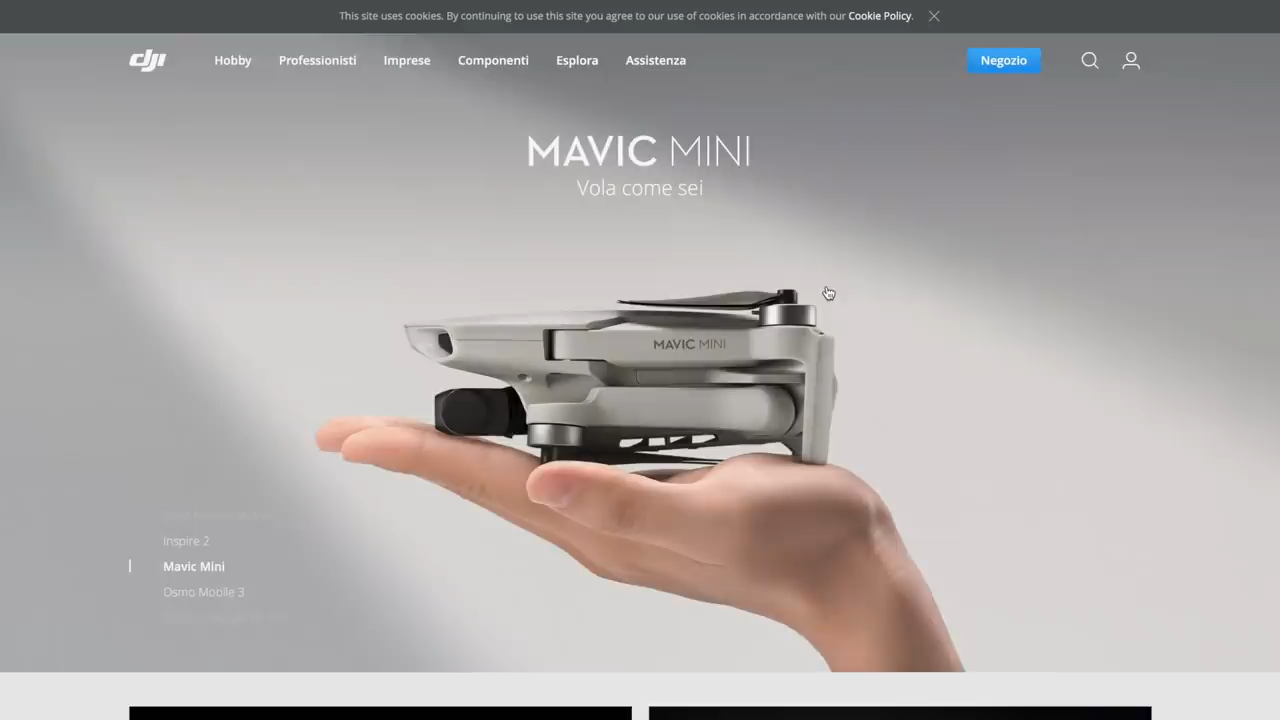 This site uses cookies. By continuing to use this site you agree to our use of cookies in accordance with our Cookie Policy.
dji
Hobby Professionisti Imprese Componenti Esplora Assistenza Negozio
MAVIC MINI
Vola come sei
MAVIC MINI
Inspire 2
Mavic Mini
Osmo Mobile 3